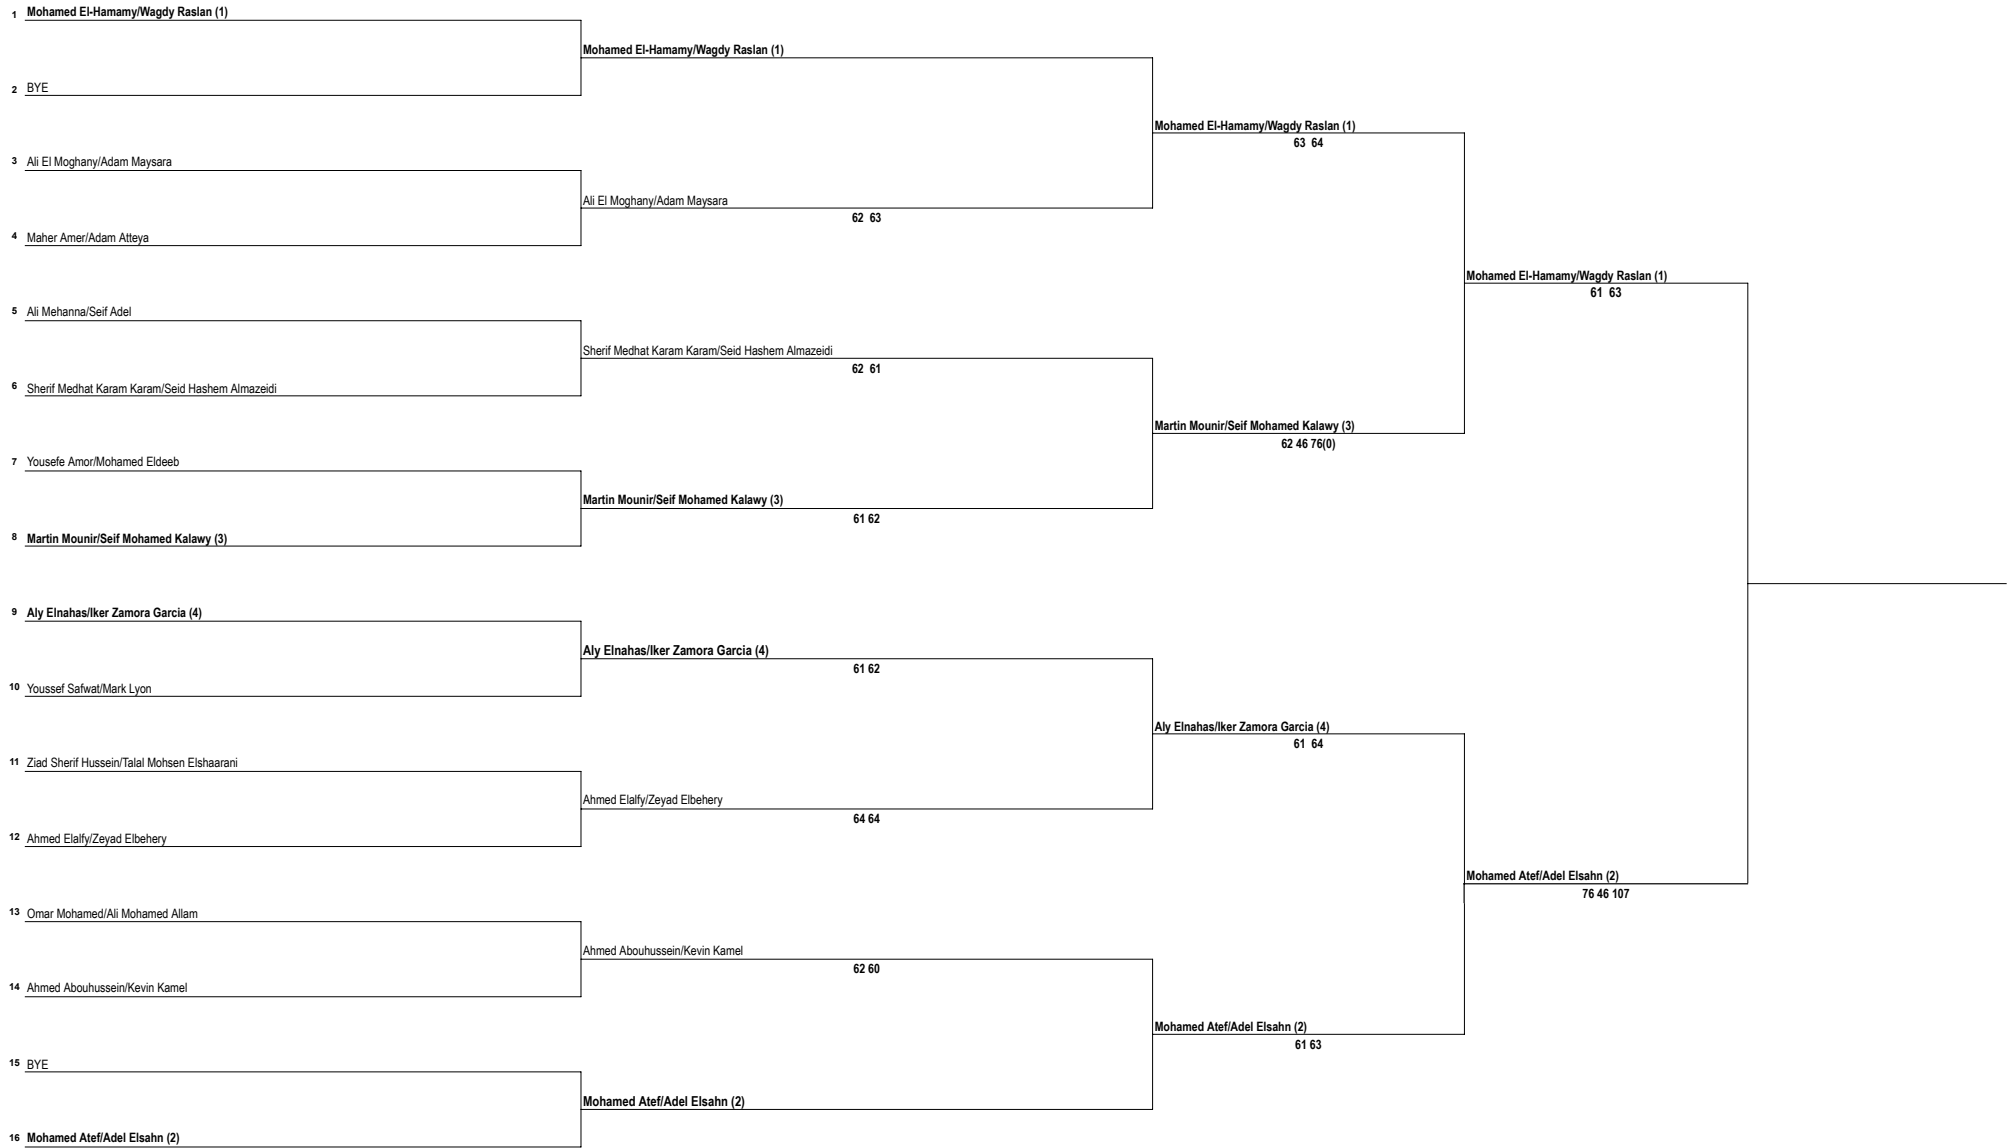 1 Mohamed El-Hamamy/Wagdy Raslan (1)
Mohamed El-Hamamy/Wagdy Raslan (1)
2 BYE
Mohamed El-Hamamy/Wagdy Raslan (1)
63 64
3 Ali El Moghany/Adam Maysara
Ali El Moghany/Adam Maysara
62 63
4 Maher Amer/Adam Atteya
Mohamed El-Hamamy/Wagdy Raslan (1)
61 63
5 Ali Mehanna/Seif Adel
Sherif Medhat Karam Karam/Seid Hashem Almazeidi
62 61
6 Sherif Medhat Karam Karam/Seid Hashem Almazeidi
Martin Mounir/Seif Mohamed Kalawy (3)
62 46 76(0)
7 Yousefe Amor/Mohamed Eldeeb
Martin Mounir/Seif Mohamed Kalawy (3)
61 62
8 Martin Mounir/Seif Mohamed Kalawy (3)
9 Aly Elnahas/Iker Zamora Garcia (4)
Aly Elnahas/Iker Zamora Garcia (4)
61 62
10 Youssef Safwat/Mark Lyon
Aly Elnahas/Iker Zamora Garcia (4)
61 64
11 Ziad Sherif Hussein/Talal Mohsen Elshaarani
Ahmed Elalfy/Zeyad Elbehery
64 64
12 Ahmed Elalfy/Zeyad Elbehery
Mohamed Atef/Adel Elsahn (2)
76 46 107
13 Omar Mohamed/Ali Mohamed Allam
Ahmed Abouhussein/Kevin Kamel
62 60
14 Ahmed Abouhussein/Kevin Kamel
Mohamed Atef/Adel Elsahn (2)
61 63
15 BYE
Mohamed Atef/Adel Elsahn (2)
16 Mohamed Atef/Adel Elsahn (2)